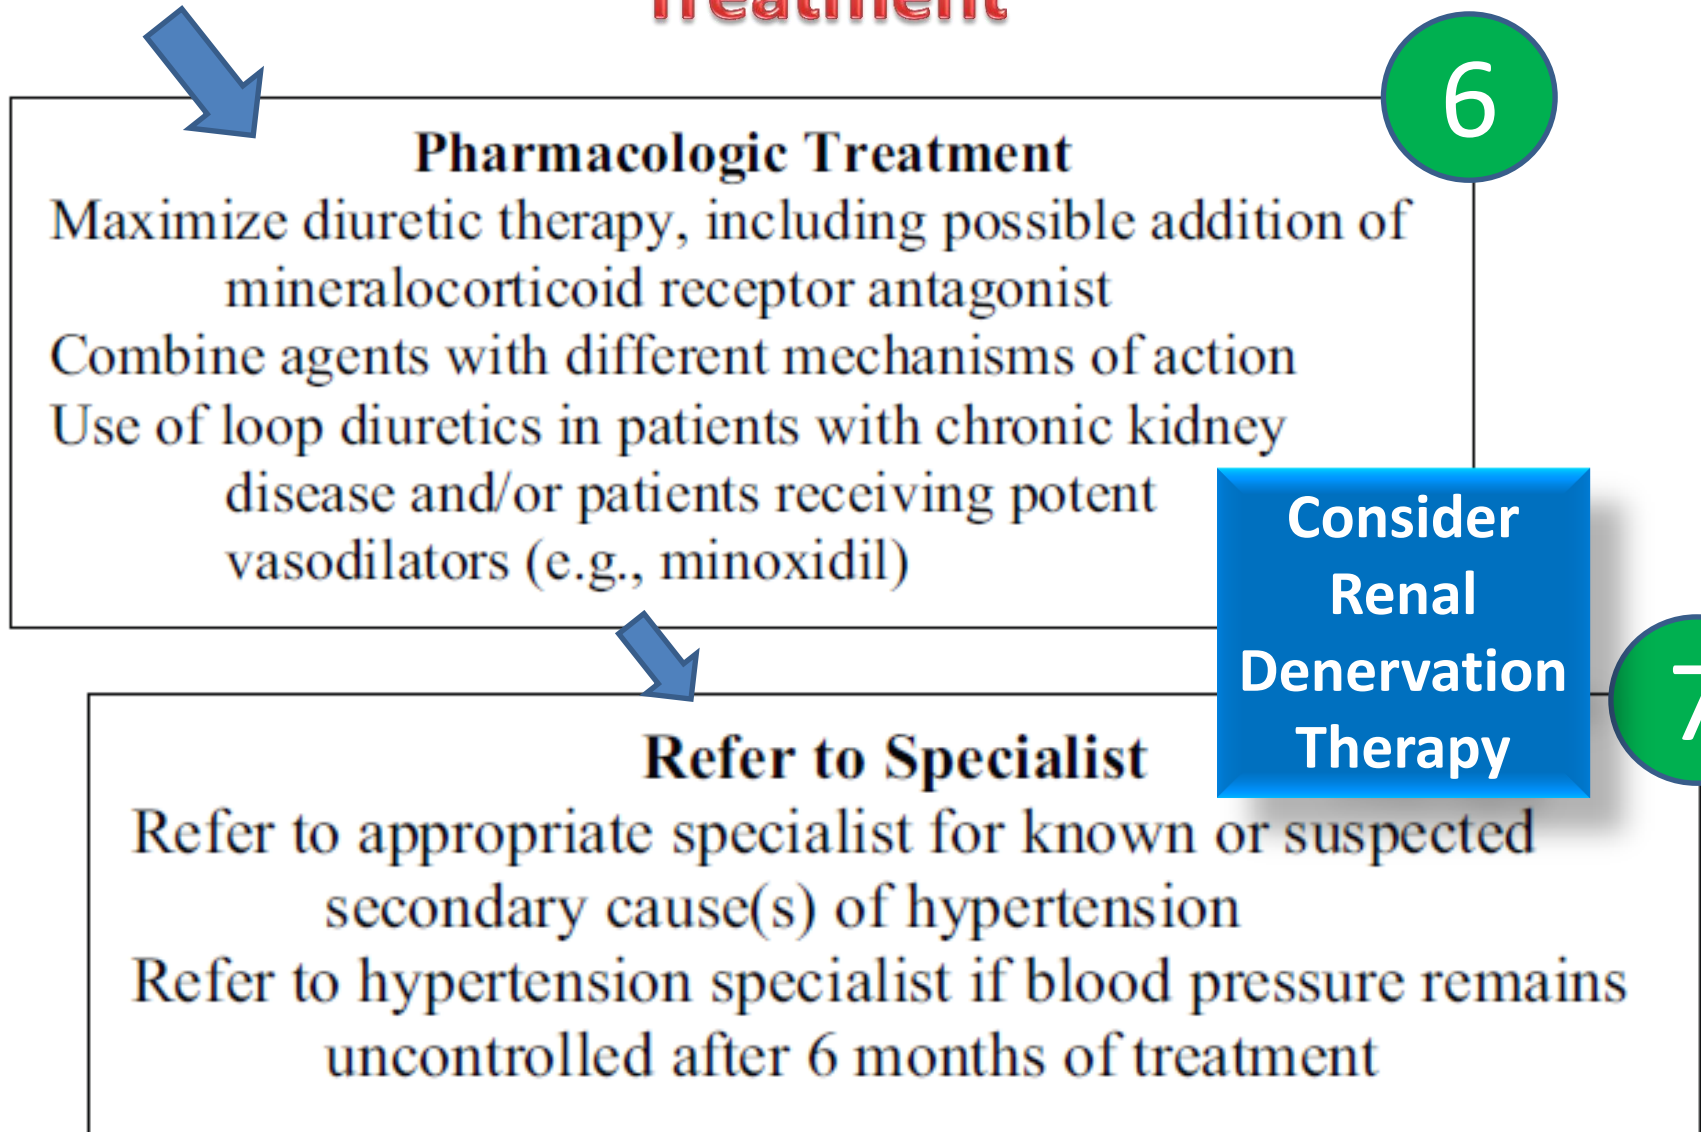 Treatment
6
Pharmacologic Treatment
Maximize diuretic therapy, including possible addition of
mineralocorticoid receptor antagonist
Combine agents with different mechanisms of action
Use of loop diuretics in patients with chronic kidney
disease and/or patients receiving potent
vasodilators (e.g., minoxidil)
Consider
Renal
Denervation
Therapy
7
Refer to Specialist
Refer to appropriate specialist for known or suspected
secondary cause(s) of hypertension
Refer to hypertension specialist if blood pressure remains
uncontrolled after 6 months of treatment